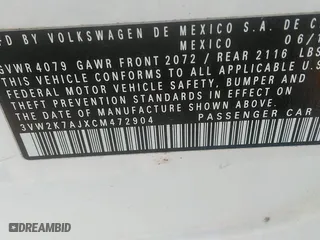 MFD BY VOLKSWAGEN DE MEXICO S.A. DE C.
MEXICO 06/1
GVWR 4079 GAWR FRONT 2072 / REAR 2116 LBS
THIS VEHICLE CONFORMS TO ALL APPLICABLE
FEDERAL MOTOR VEHICLE SAFETY, BUMPER AND
THEFT PREVENTION STANDARDS IN EFFECT ON
THE DATE OF MANUFACTURE SHOWN ABOVE.
3VW2K7AJXCM472904 PASSENGER CAR
DREAMBID